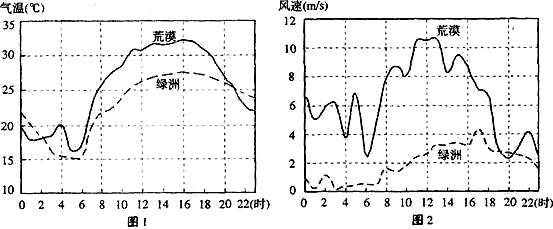 气温(℃)
35
30
25
20
15
10
荒漠
绿洲
0 4 6 8 10 12 14 16 18 20 22(时)
图1
风速(m/s)
12
10
8
6
4
2
0
荒漠
绿洲
0 2 4 6 8 10 12 14 16 18 20 22(时)
图2